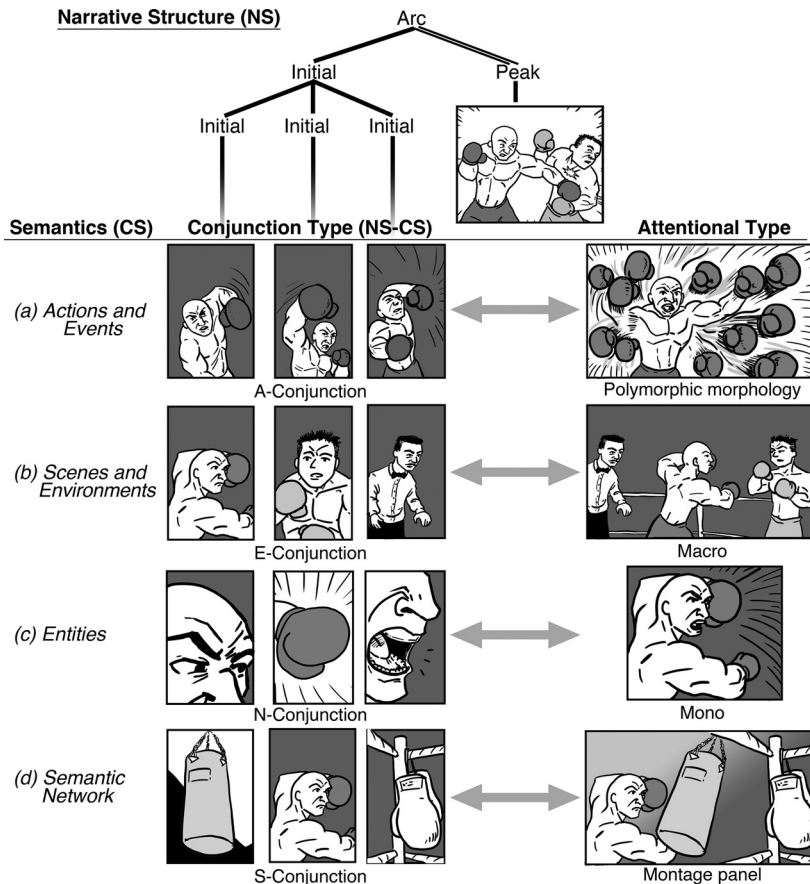 Narrative Structure (NS)
Arc
Initial
Peak
Initial Initial Initial
Semantics (CS) Conjunction Type (NS-CS) Attentional Type
(a) Actions and
Events
A-Conjunction
Polymorphic morphology
(b) Scenes and
Environments
E-Conjunction
Macro
(c) Entities
N-Conjunction
Mono
(d) Semantic
Network
S-Conjunction
Montage panel